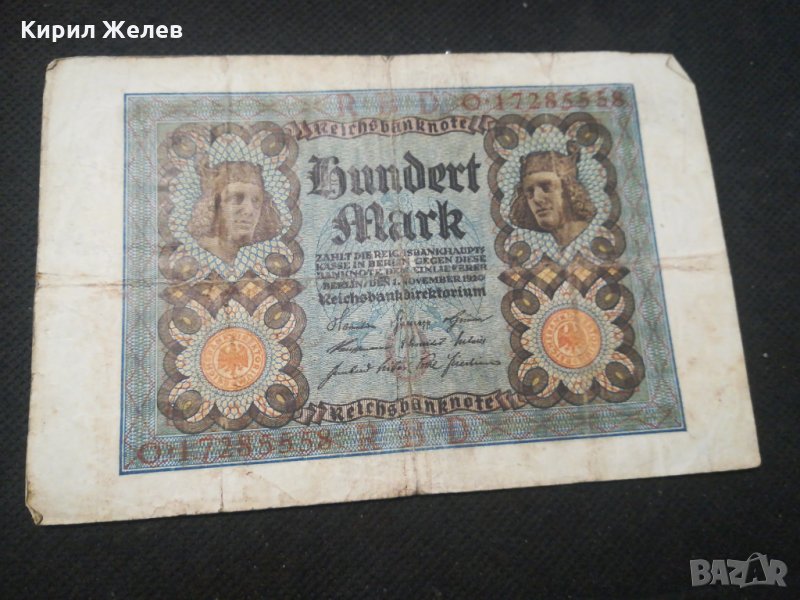 Кирил Желев
R H D O·17285558
Reichsbanknote
Hundert
Mark
ZAHLT DIE REICHSBANKHAUPT-
KASSE IN BERLIN GEGEN DIESE
BANKNOTE DEM EINLIEFERER
BERLIN, DEN 1. NOVEMBER 1920
Reichsbankdirektorium
Reichsbanknote
O·17285558 R H D
BAZAR